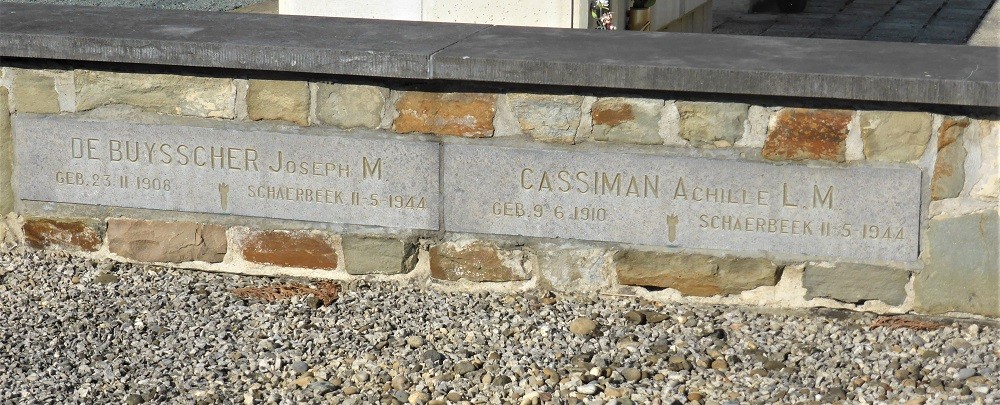 DE BUYSSCHER JOSEPH M.
GEB. 23-11-1908 SCHAERBEEK 11-5-1944
CASSIMAN ACHILLE L.M.
GEB. 9-6-1910 SCHAERBEEK 11-5-1944